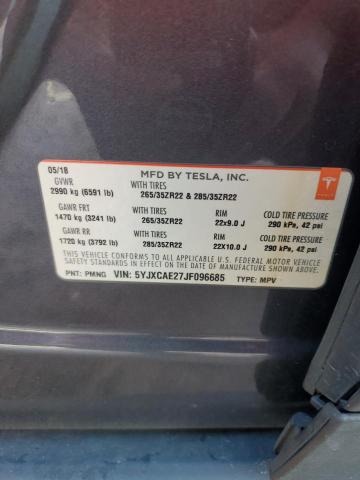 MFD BY TESLA, INC.
05/18
GVWR
2990 kg (6591 lb)
WITH TIRES
265/35ZR22 & 285/35ZR22
GAWR FRT
1470 kg (3241 lb)
WITH TIRES
265/35ZR22
RIM
22x9.0 J
COLD TIRE PRESSURE
290 kPa, 42 psi
GAWR RR
1720 kg (3792 lb)
WITH TIRES
285/35ZR22
RIM
22X10.0 J
COLD TIRE PRESSURE
290 kPa, 42 psi
THIS VEHICLE CONFORMS TO ALL APPLICABLE U.S. FEDERAL MOTOR VEHICLE
SAFETY STANDARDS IN EFFECT ON THE DATE OF MANUFACTURE SHOWN ABOVE.
PNT: PMNG VIN: 5YJXCAE27JF096685 TYPE: MPV